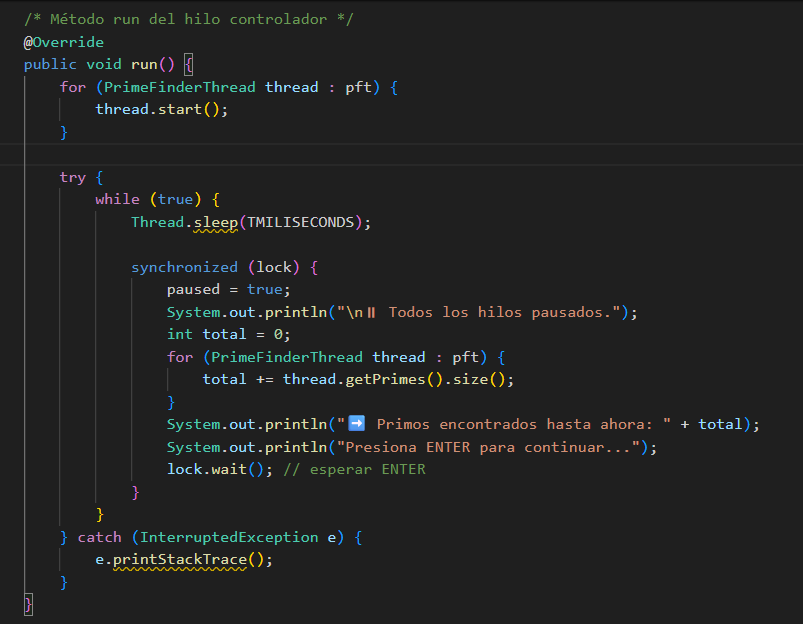 /* Método run del hilo controlador */
@Override
public void run() {
    for (PrimeFinderThread thread : pft) {
        thread.start();
    }

    try {
        while (true) {
            Thread.sleep(TMILISECONDS);

            synchronized (lock) {
                paused = true;
                System.out.println("\n⏸ Todos los hilos pausados.");
                int total = 0;
                for (PrimeFinderThread thread : pft) {
                    total += thread.getPrimes().size();
                }
                System.out.println("➡️ Primos encontrados hasta ahora: " + total);
                System.out.println("Presiona ENTER para continuar...");
                lock.wait(); // esperar ENTER
            }
        }
    } catch (InterruptedException e) {
        e.printStackTrace();
    }
}